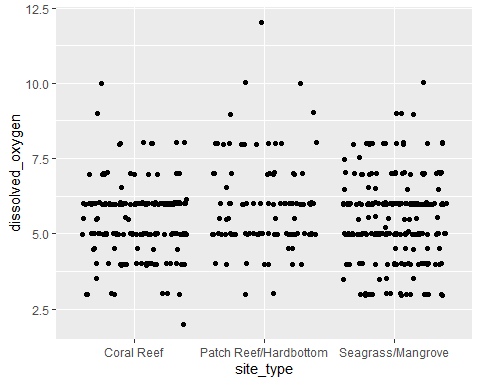 12.5
10.0
7.5
5.0
2.5
dissolved_oxygen
Coral Reef
Patch Reef/Hardbottom
Seagrass/Mangrove
site_type